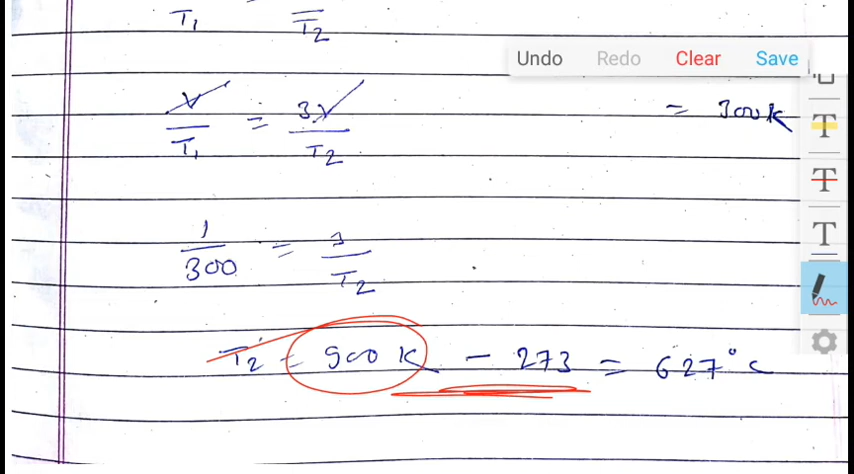 T₁ T₂
Undo Redo Clear Save
V/T₁ = 3V/T₂
= 300K
1/300 = 3/T₂
T₂ = 900 K - 273 = 627°C